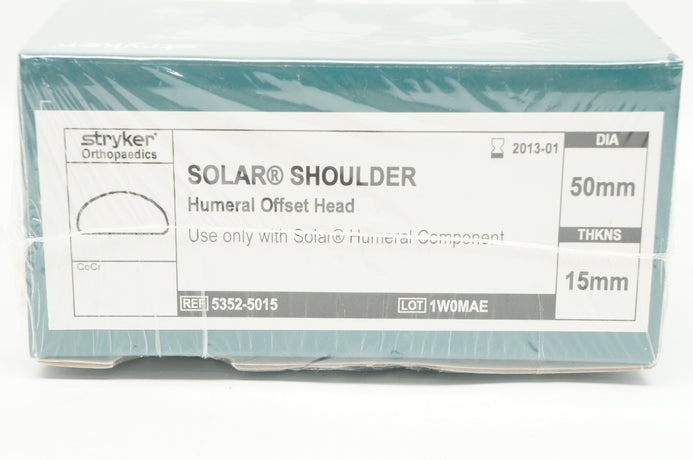 stryker
stryker®
Orthopaedics
CoCr
SOLAR® SHOULDER
Humeral Offset Head
Use only with Solar® Humeral Component
REF 5352-5015
LOT 1W0MAE
2013-01
DIA
50mm
THKNS
15mm